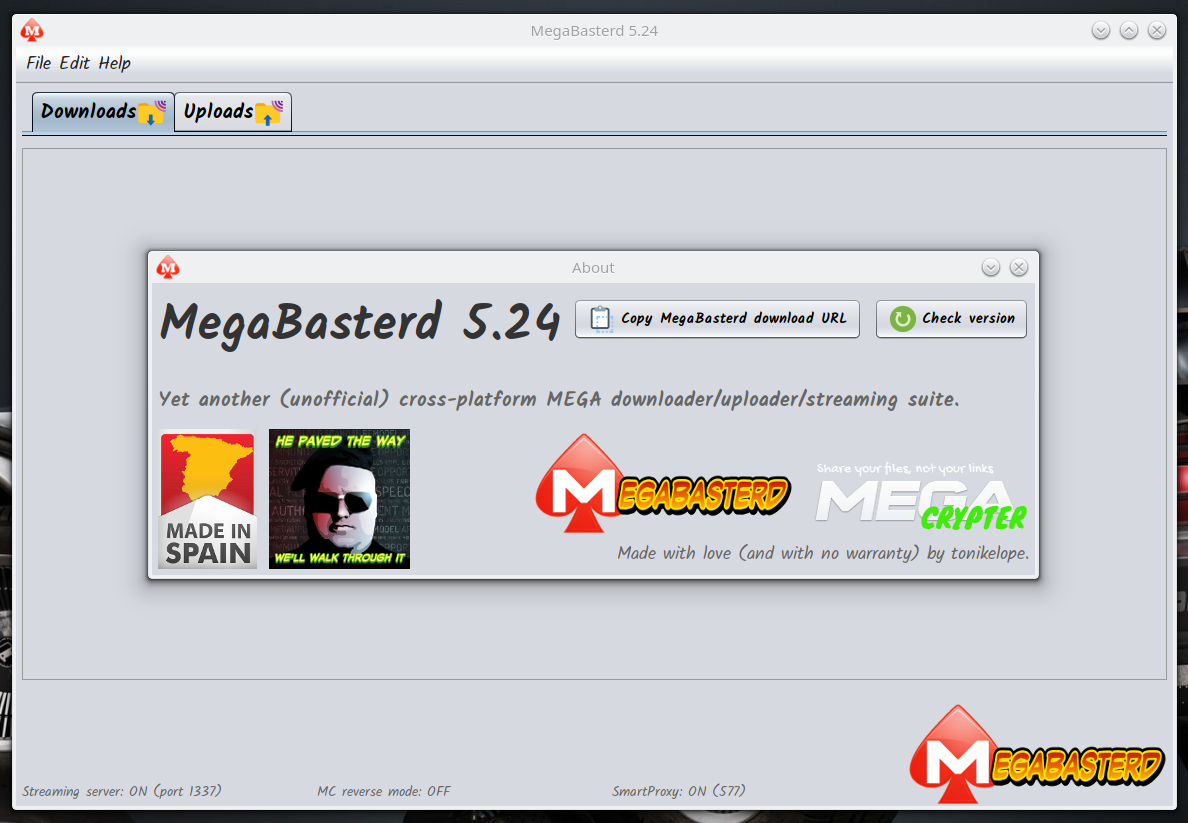 MegaBasterd 5.24
File Edit Help
Downloads Uploads
About
MegaBasterd 5.24 Copy MegaBasterd download URL Check version
Yet another (unofficial) cross-platform MEGA downloader/uploader/streaming suite.
MADE IN
SPAIN
HE PAVED THE WAY
WE'LL WALK THROUGH IT
MEGABASTERD
Share your files, not your links
MEGA
CRYPTER
Made with love (and with no warranty) by tonikelope.
MEGABASTERD
Streaming server: ON (port 1337) MC reverse mode: OFF SmartProxy: ON (577)